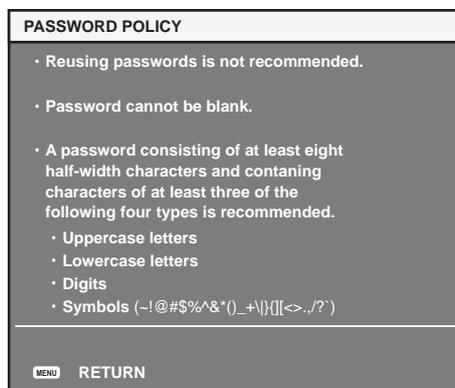 PASSWORD POLICY
・Reusing passwords is not recommended.
・Password cannot be blank.
・A password consisting of at least eight
half-width characters and contaning
characters of at least three of the
following four types is recommended.
・Uppercase letters
・Lowercase letters
・Digits
・Symbols (~!@#$%^&*()_+\|}{][<>.,/?`)
MENU RETURN